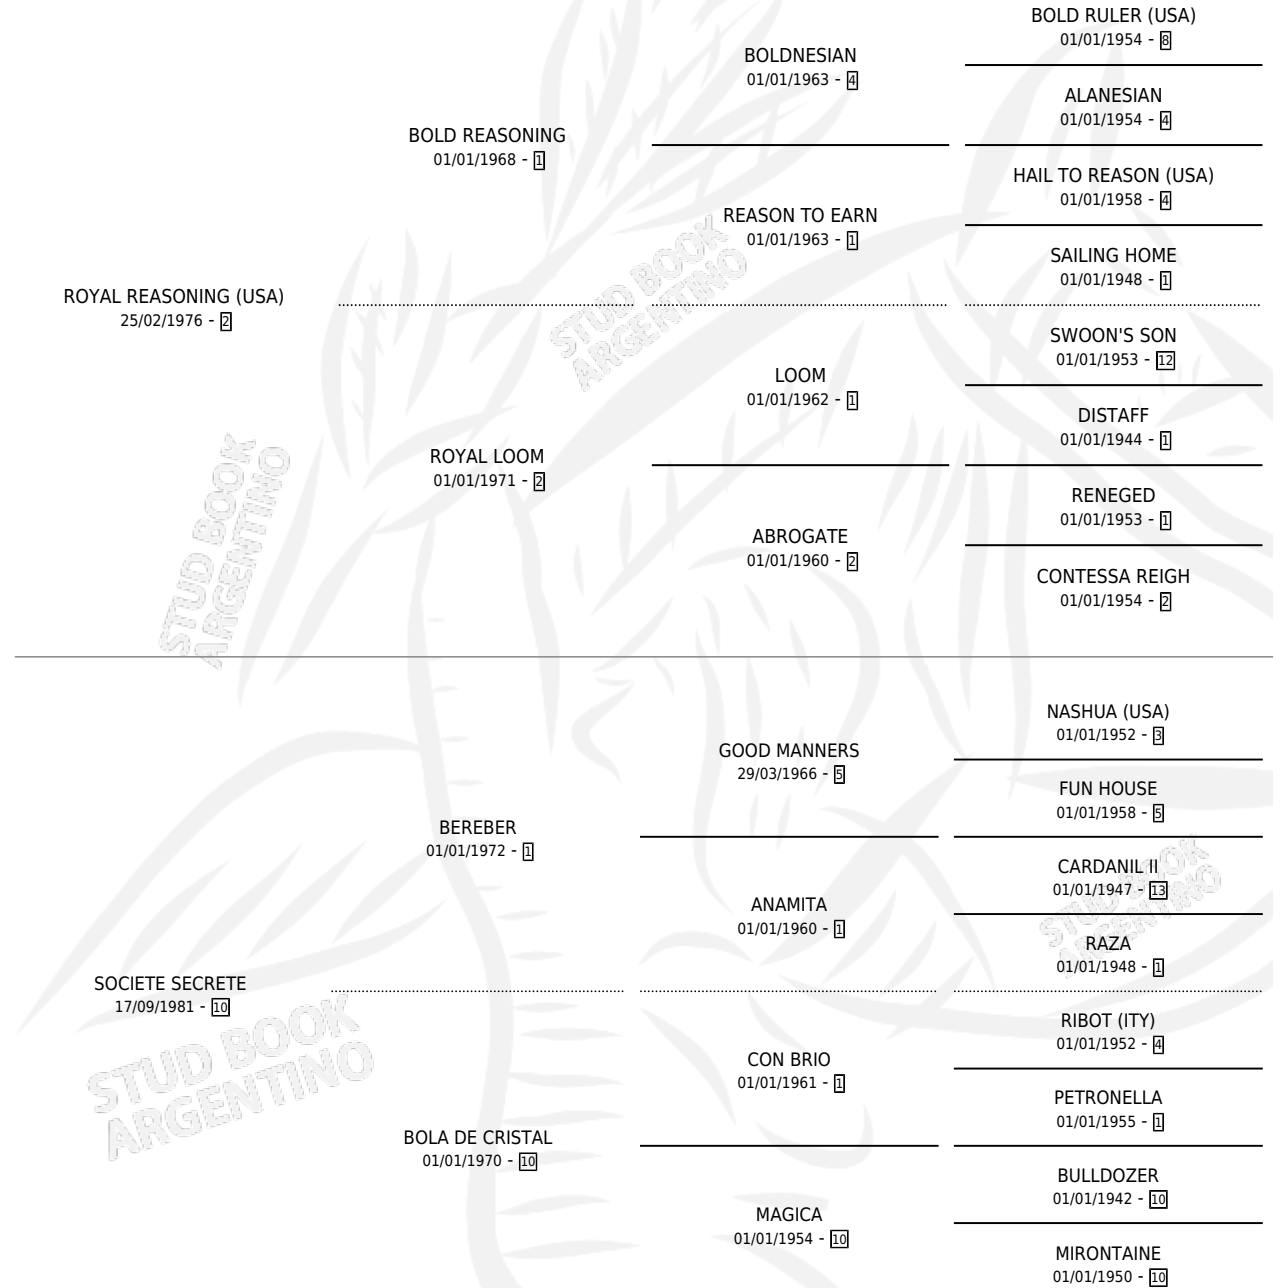 BOLD RULER (USA)
01/01/1954 - 8
BOLDNESIAN
01/01/1963 - 4
ALANESIAN
01/01/1954 - 4
BOLD REASONING
01/01/1968 - 1
HAIL TO REASON (USA)
01/01/1958 - 4
REASON TO EARN
01/01/1963 - 1
SAILING HOME
01/01/1948 - 1
ROYAL REASONING (USA)
25/02/1976 - 2
STUD BOOK
ARGENTINO
SWOON'S SON
01/01/1953 - 12
LOOM
01/01/1962 - 1
DISTAFF
01/01/1944 - 1
ROYAL LOOM
01/01/1971 - 2
RENEGED
01/01/1953 - 1
ABROGATE
01/01/1960 - 2
CONTESSA REIGH
01/01/1954 - 2
STUD BOOK
ARGENTINO
NASHUA (USA)
01/01/1952 - 3
GOOD MANNERS
29/03/1966 - 5
FUN HOUSE
01/01/1958 - 5
BEREBER
01/01/1972 - 1
CARDANIL II
01/01/1947 - 13
ANAMITA
01/01/1960 - 1
RAZA
01/01/1948 - 1
STUD BOOK
ARGENTINO
SOCIETE SECRETE
17/09/1981 - 10
RIBOT (ITY)
01/01/1952 - 4
CON BRIO
01/01/1961 - 1
PETRONELLA
01/01/1955 - 1
STUD BOOK
ARGENTINO
BOLA DE CRISTAL
01/01/1970 - 10
BULLDOZER
01/01/1942 - 10
MAGICA
01/01/1954 - 10
MIRONTAINE
01/01/1950 - 10